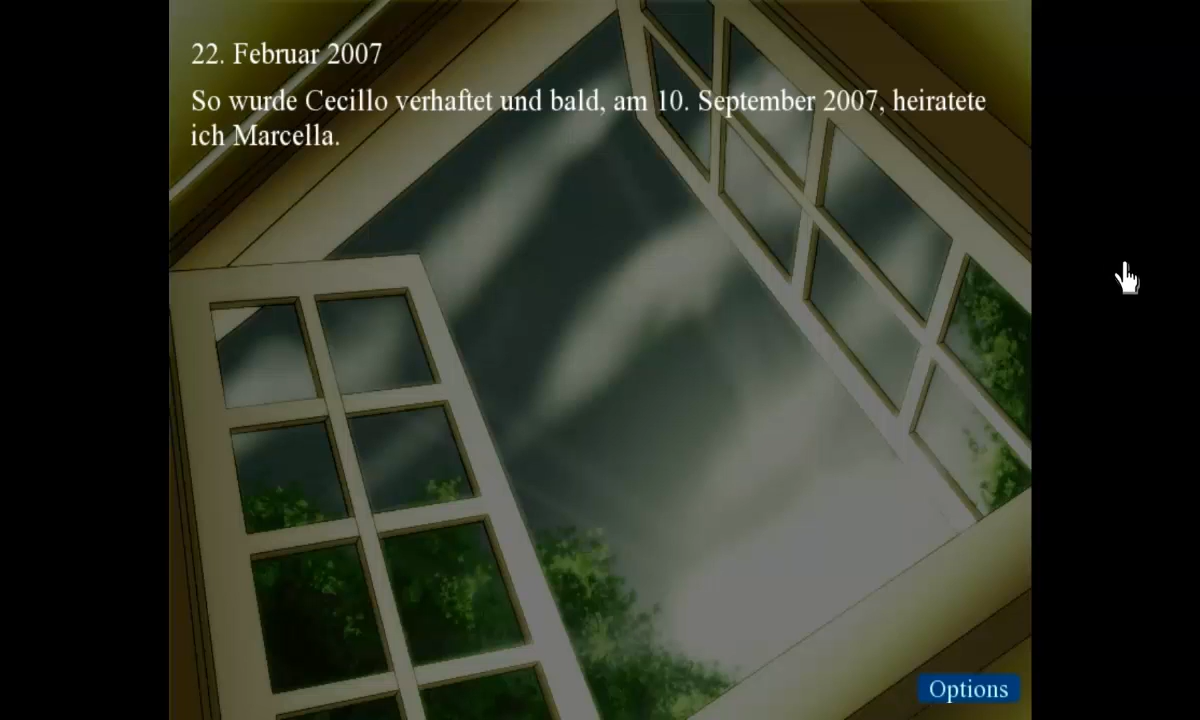 22. Februar 2007
So wurde Cecillo verhaftet und bald, am 10. September 2007, heiratete
ich Marcella.
Options